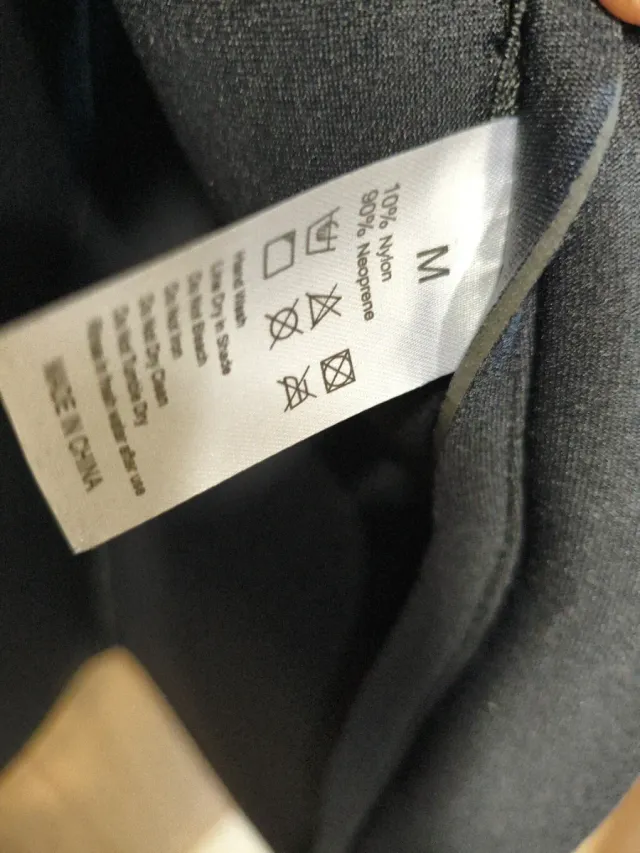 M
10% Nylon
90% Neoprene
Hand Wash
Line Dry in Shade
Do Not Bleach
Do Not Iron
Do Not Dry Clean
Do Not Tumble Dry
Rinse in fresh water after use
MADE IN CHINA